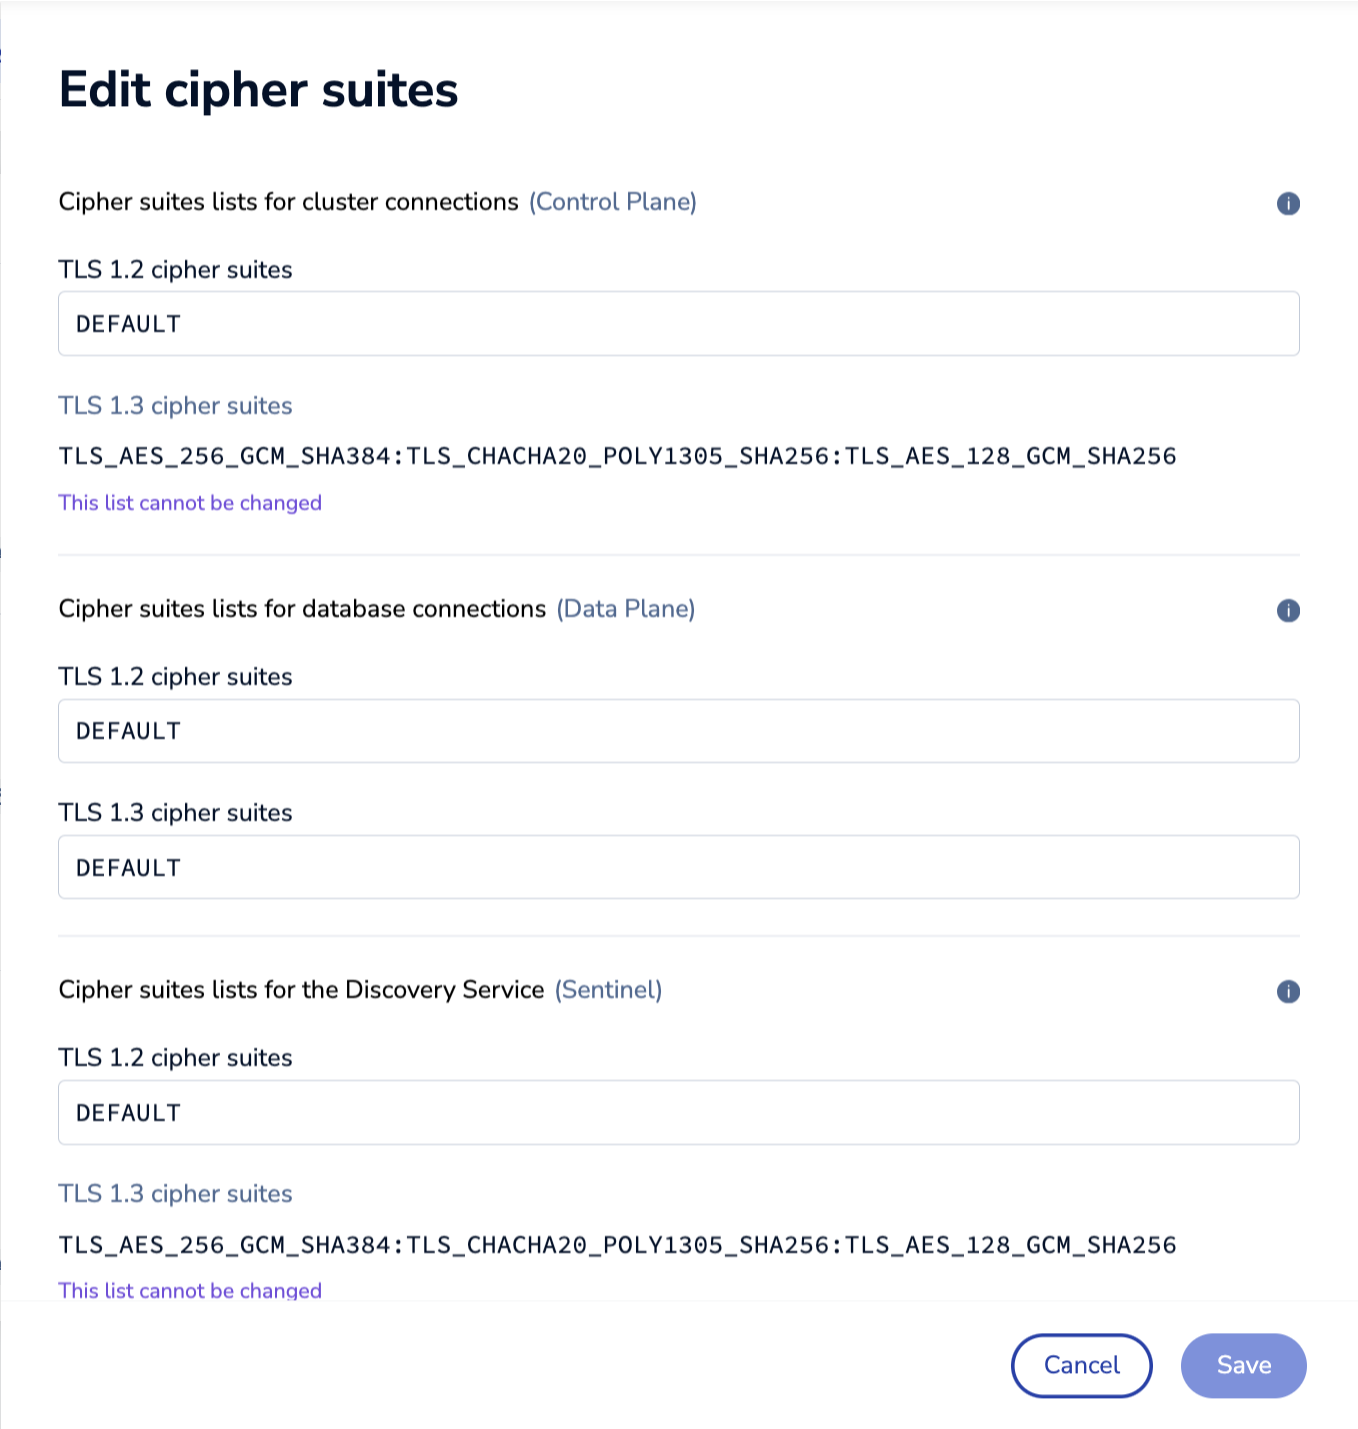 Edit cipher suites
Cipher suites lists for cluster connections (Control Plane)
TLS 1.2 cipher suites
DEFAULT
TLS 1.3 cipher suites
TLS_AES_256_GCM_SHA384:TLS_CHACHA20_POLY1305_SHA256:TLS_AES_128_GCM_SHA256
This list cannot be changed
Cipher suites lists for database connections (Data Plane)
TLS 1.2 cipher suites
DEFAULT
TLS 1.3 cipher suites
DEFAULT
Cipher suites lists for the Discovery Service (Sentinel)
TLS 1.2 cipher suites
DEFAULT
TLS 1.3 cipher suites
TLS_AES_256_GCM_SHA384:TLS_CHACHA20_POLY1305_SHA256:TLS_AES_128_GCM_SHA256
This list cannot be changed
Cancel Save